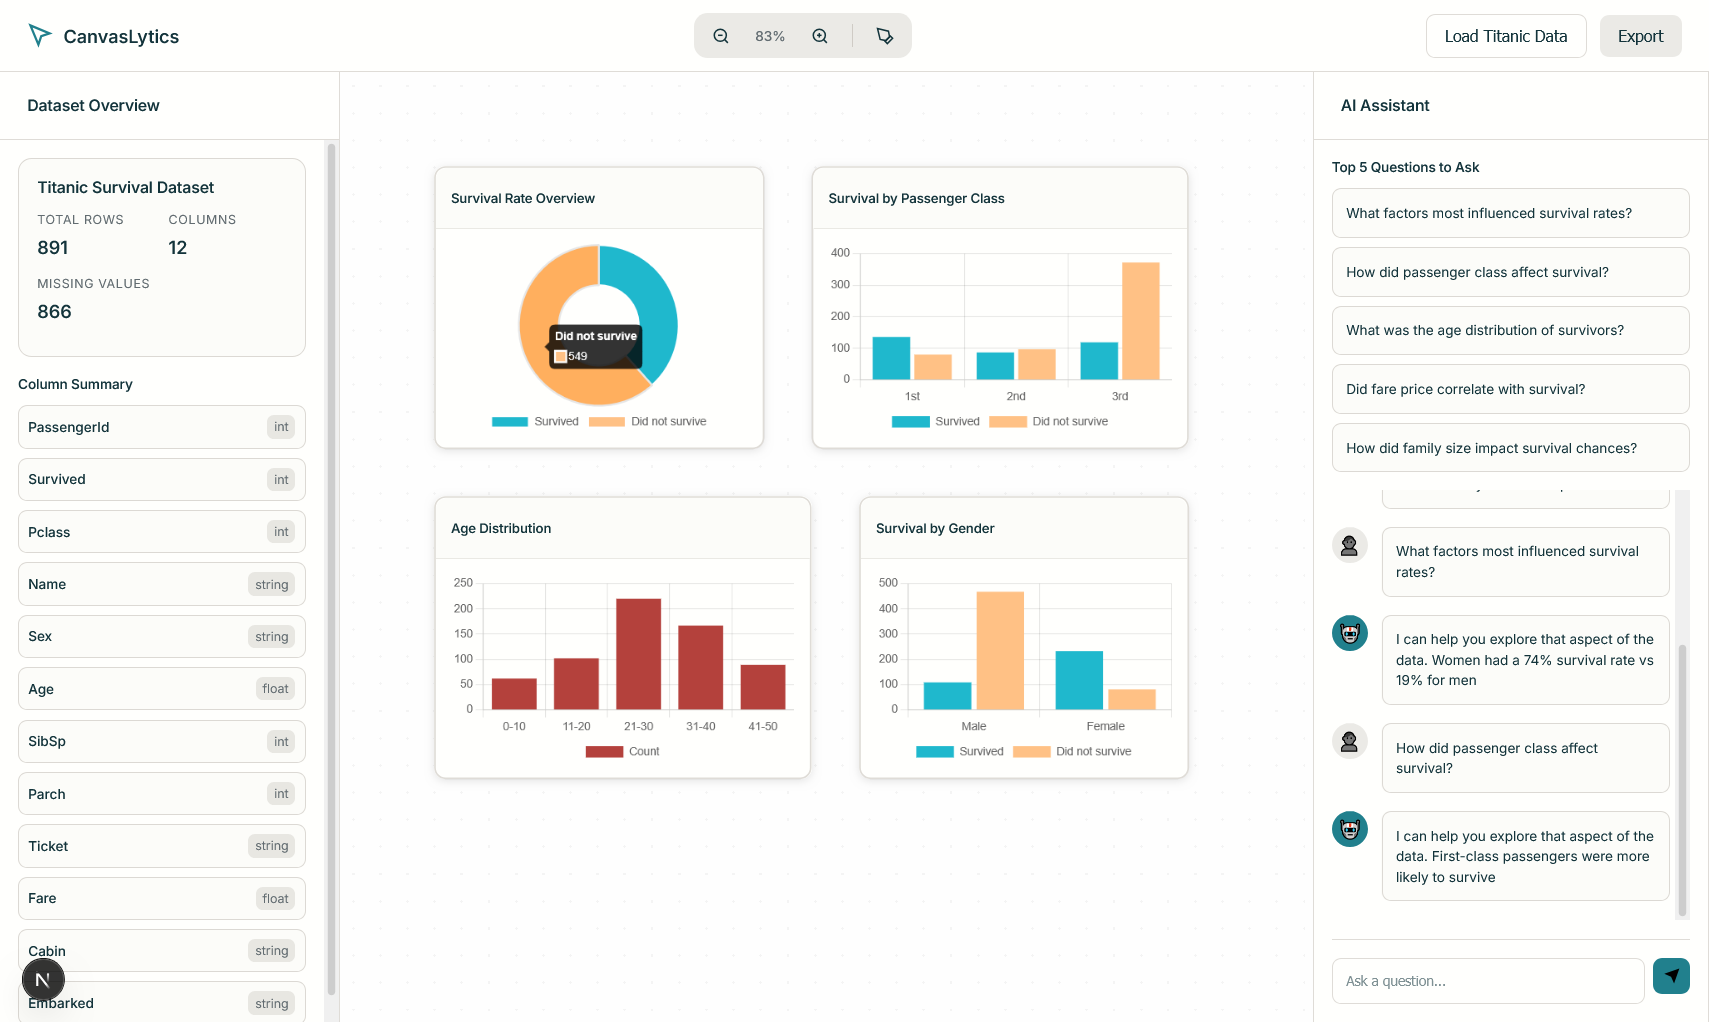 CanvasLytics
83%
Load Titanic Data
Export
Dataset Overview
Titanic Survival Dataset
TOTAL ROWS
COLUMNS
891
12
MISSING VALUES
866
Column Summary
PassengerId
int
Survived
int
Pclass
int
Name
string
Sex
string
Age
float
SibSp
int
Parch
int
Ticket
string
Fare
float
Cabin
string
N
Embarked
string
Survival Rate Overview
Did not survive
549
Survived
Did not survive
Survival by Passenger Class
400
300
200
100
0
1st
2nd
3rd
Survived
Did not survive
Age Distribution
250
200
150
100
50
0
0-10
11-20
21-30
31-40
41-50
Count
Survival by Gender
500
400
300
200
100
0
Male
Female
Survived
Did not survive
AI Assistant
Top 5 Questions to Ask
What factors most influenced survival rates?
How did passenger class affect survival?
What was the age distribution of survivors?
Did fare price correlate with survival?
How did family size impact survival chances?
What factors most influenced survival
rates?
I can help you explore that aspect of the
data. Women had a 74% survival rate vs
19% for men
How did passenger class affect
survival?
I can help you explore that aspect of the
data. First-class passengers were more
likely to survive
Ask a question...